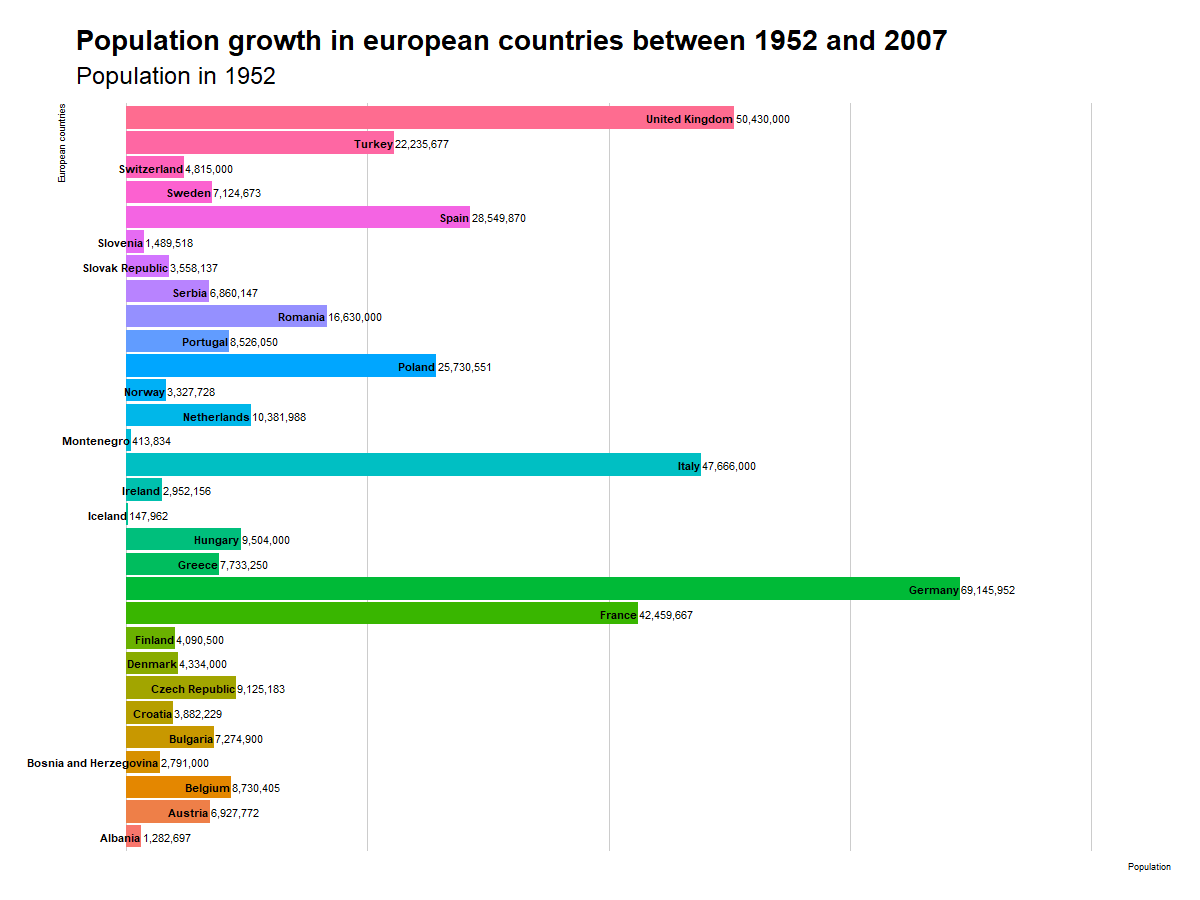 Population growth in european countries between 1952 and 2007
Population in 1952
European countries
United Kingdom 50,430,000
Turkey 22,235,677
Switzerland 4,815,000
Sweden 7,124,673
Spain 28,549,870
Slovenia 1,489,518
Slovak Republic 3,558,137
Serbia 6,860,147
Romania 16,630,000
Portugal 8,526,050
Poland 25,730,551
Norway 3,327,728
Netherlands 10,381,988
Montenegro 413,834
Italy 47,666,000
Ireland 2,952,156
Iceland 147,962
Hungary 9,504,000
Greece 7,733,250
Germany 69,145,952
France 42,459,667
Finland 4,090,500
Denmark 4,334,000
Czech Republic 9,125,183
Croatia 3,882,229
Bulgaria 7,274,900
Bosnia and Herzegovina 2,791,000
Belgium 8,730,405
Austria 6,927,772
Albania 1,282,697
Population